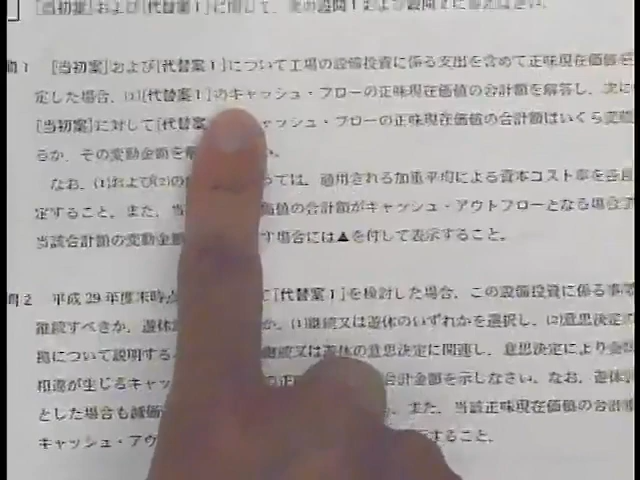 [当初案]および[代替案1]に関して、次の設問1および設問2に答えなさい。
問1 [当初案]および[代替案1]について工場の設備投資に係る支出を含めて正味現在価値を
定した場合、(1)[代替案1]のキャッシュ・フローの正味現在価値の合計額を解答し、次に
[当初案]に対して[代替案 ャッシュ・フローの正味現在価値の合計額はいくら変動
るか、その変動金額を い。
なお、(1)および(2)の ては、適用される加重平均による資本コスト率を
定すること。また、当 価値の合計額がキャッシュ・アウトフローとなる場合
当該合計額の変動金額 す場合には▲を付して表示すること。
問2 平成29年度末時点 て[代替案1]を検討した場合、この設備投資に係る事
継続すべきか、遊休 か、(1)継続又は遊休のいずれかを選択し、(2)意思決定
拠について説明する 継続又は遊休の意思決定に関連し、意思決定により金
相違が生じるキャッ の正 合計金額を示しなさい。なお、遊休
とした場合も減価 、また、当該正味現在価値の合計
キャッシュ・アウ すること。